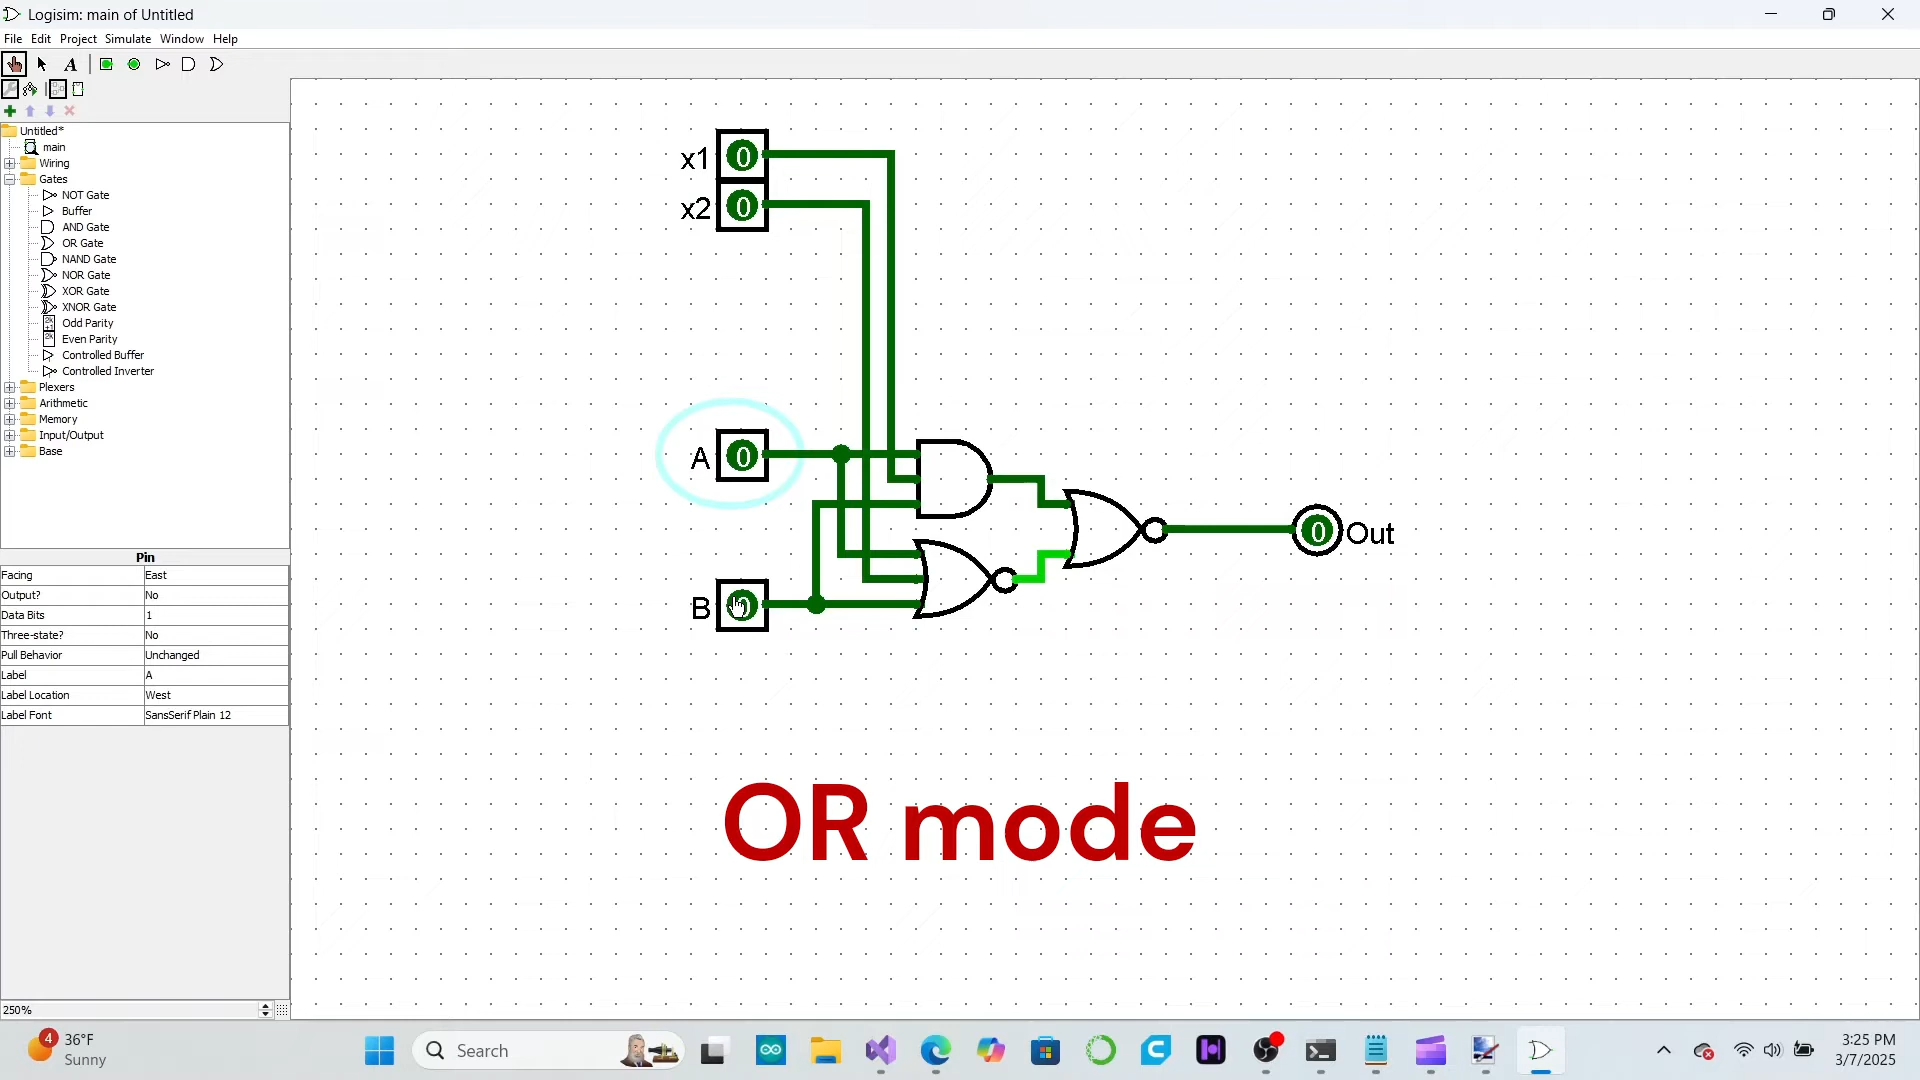 Logisim: main of Untitled
File Edit Project Simulate Window Help
A
Untitled*
main
Wiring
Gates
NOT Gate
Buffer
AND Gate
OR Gate
NAND Gate
NOR Gate
XOR Gate
XNOR Gate
Odd Parity
Even Parity
Controlled Buffer
Controlled Inverter
Plexers
Arithmetic
Memory
Input/Output
Base
Pin
Facing East
Output? No
Data Bits 1
Three-state? No
Pull Behavior Unchanged
Label A
Label Location West
Label Font SansSerif Plain 12
250%
x1 0
x2 0
A 0
B 0
0 Out
OR mode
4
36°F
Sunny
Search
3:25 PM
3/7/2025